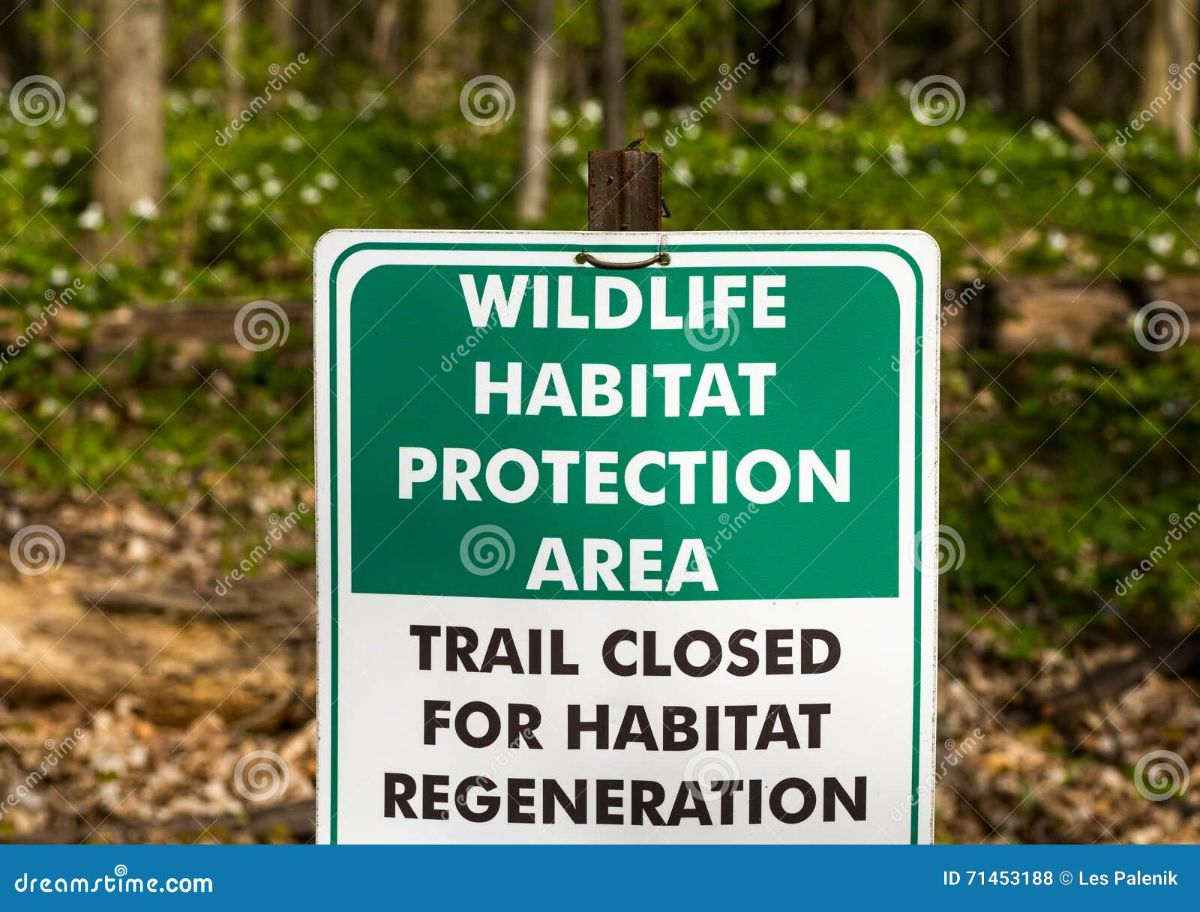 WILDLIFE
HABITAT
PROTECTION
AREA
TRAIL CLOSED
FOR HABITAT
REGENERATION
dreamstime.com
ID 71453188 © Les Palenik